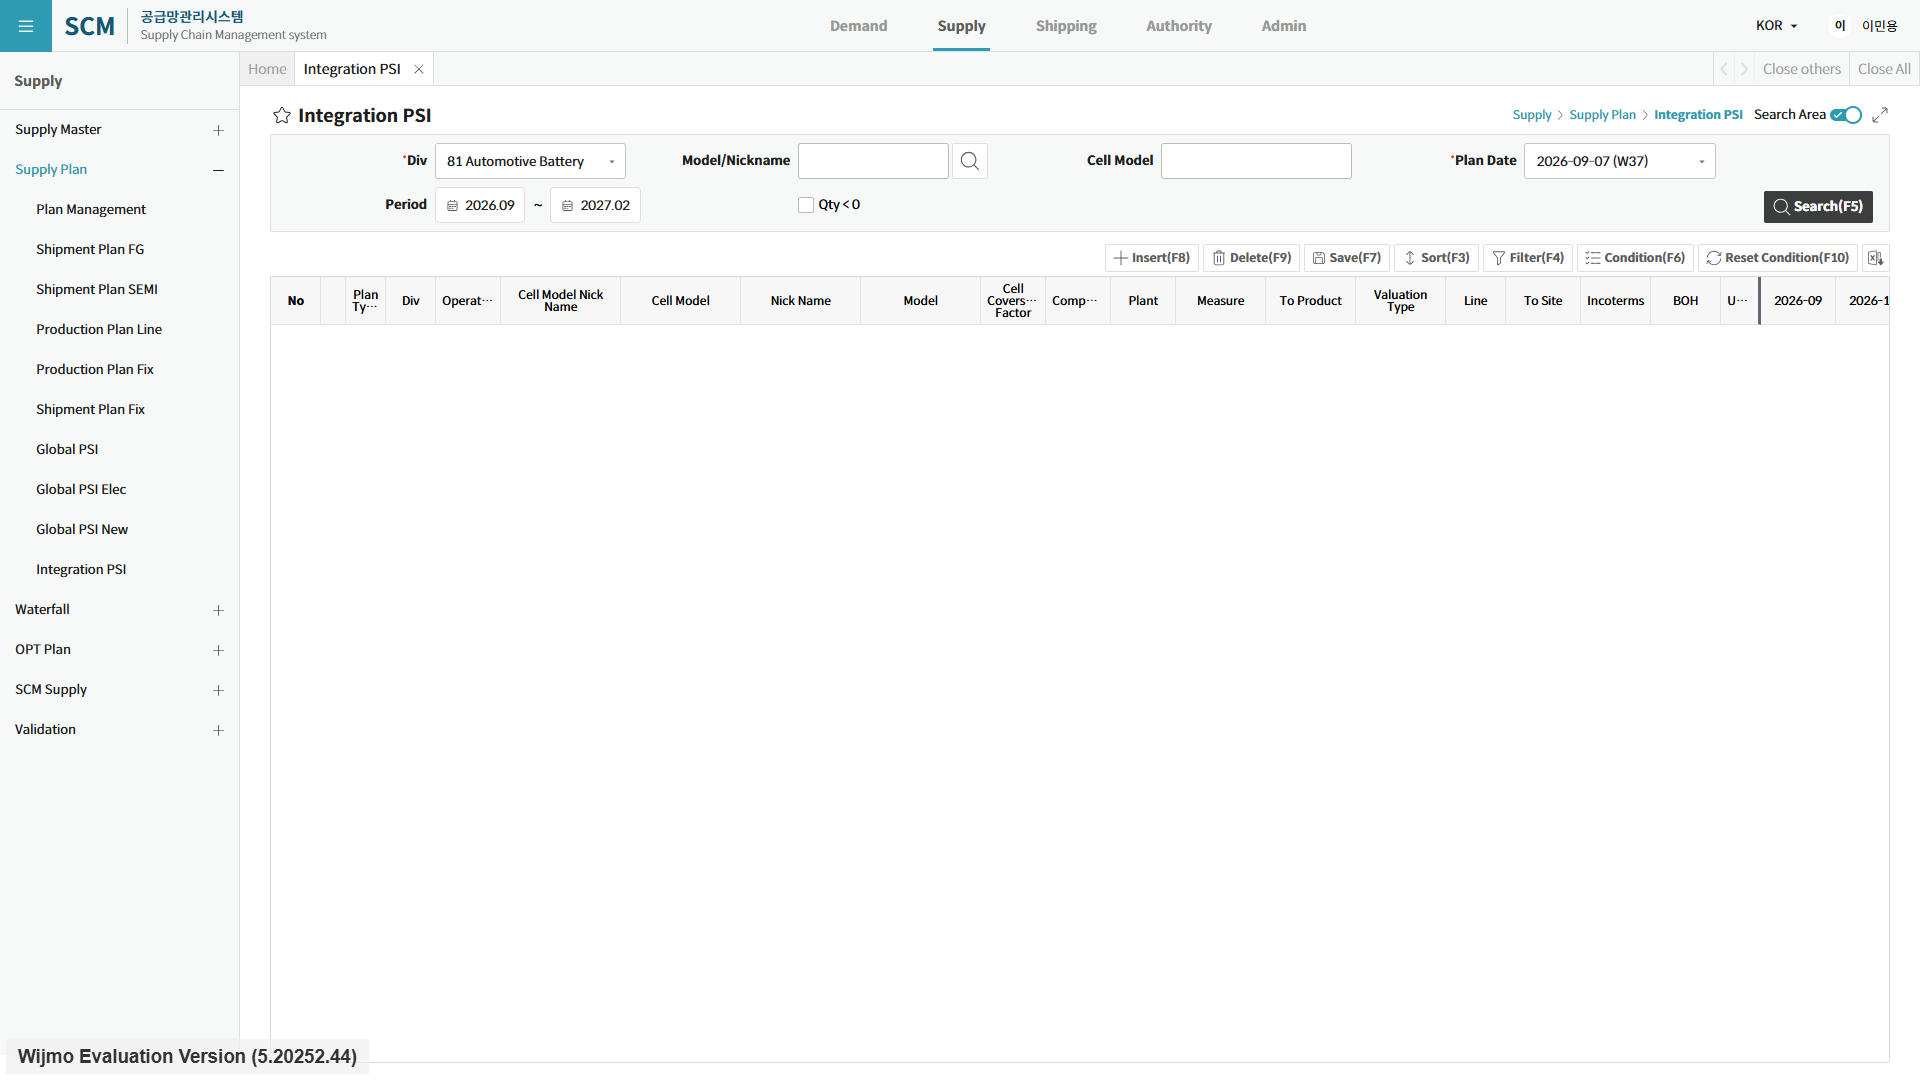 SCM
공급망관리시스템
Supply Chain Management system
Demand
Supply
Shipping
Authority
Admin
KOR
이
이민용
Supply
Home
Integration PSI
Close others
Close All
Supply Master
Supply Plan
Plan Management
Shipment Plan FG
Shipment Plan SEMI
Production Plan Line
Production Plan Fix
Shipment Plan Fix
Global PSI
Global PSI Elec
Global PSI New
Integration PSI
Waterfall
OPT Plan
SCM Supply
Validation
Integration PSI
Supply > Supply Plan > Integration PSI
Search Area
*Div
81 Automotive Battery
Model/Nickname
Cell Model
*Plan Date
2026-09-07 (W37)
Period
2026.09
~
2027.02
Qty < 0
Search(F5)
Insert(F8)
Delete(F9)
Save(F7)
Sort(F3)
Filter(F4)
Condition(F6)
Reset Condition(F10)
No
Plan
Ty…
Div
Operat…
Cell Model Nick
Name
Cell Model
Nick Name
Model
Cell
Covers…
Factor
Comp…
Plant
Measure
To Product
Valuation
Type
Line
To Site
Incoterms
BOH
U…
2026-09
2026-1
Wijmo Evaluation Version (5.20252.44)